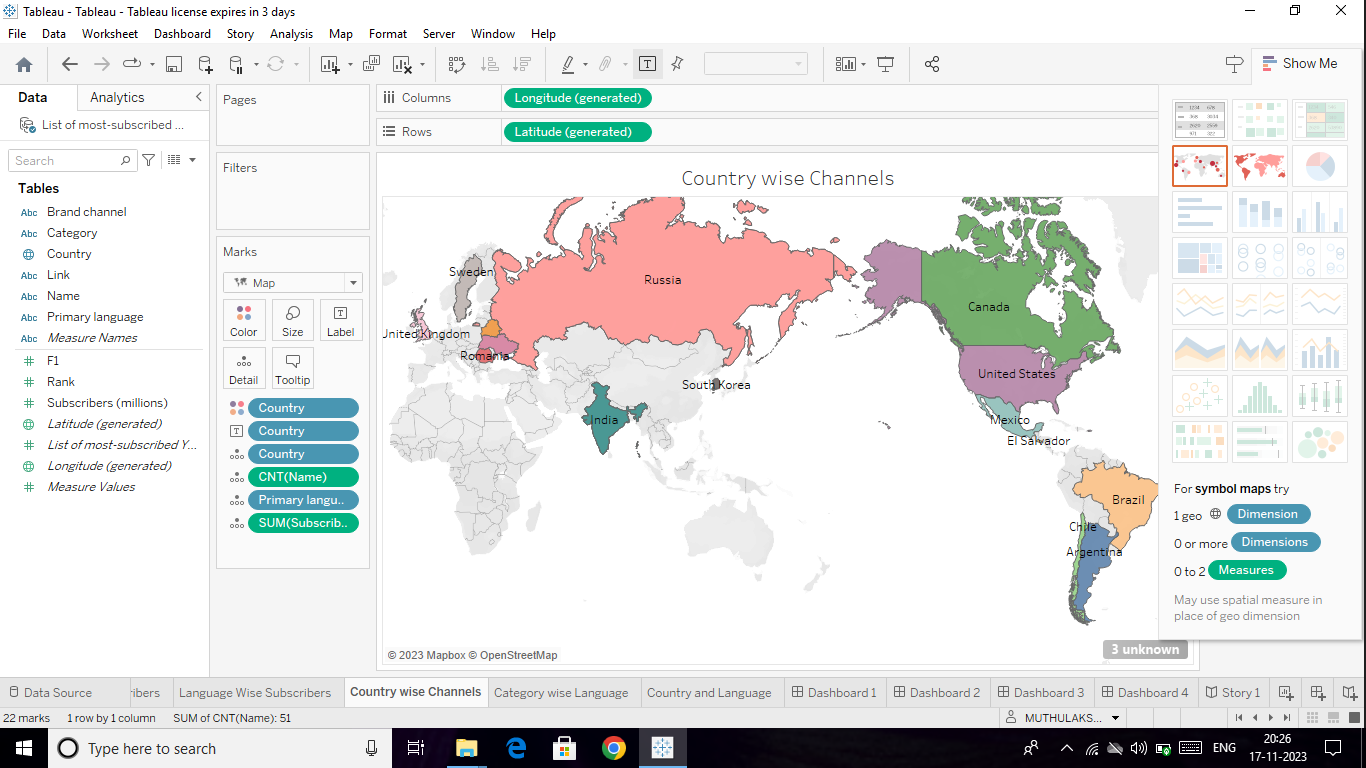 Tableau - Tableau - Tableau license expires in 3 days
File Data Worksheet Dashboard Story Analysis Map Format Server Window Help
Show Me
Data Analytics
List of most-subscribed ...
Search
Tables
Abc Brand channel
Abc Category
Country
Abc Link
Abc Name
Abc Primary language
Abc Measure Names
F1
Rank
Subscribers (millions)
Latitude (generated)
List of most-subscribed Y...
Longitude (generated)
Measure Values
Pages
Filters
Marks
Map
Color Size Label
Detail Tooltip
Country
Country
Country
CNT(Name)
Primary langu..
SUM(Subscrib..
Columns Longitude (generated)
Rows Latitude (generated)
Country wise Channels
Sweden
Russia
Canada
United Kingdom
Romania
United States
South Korea
India
Mexico
El Salvador
Brazil
Chile
Argentina
© 2023 Mapbox © OpenStreetMap
3 unknown
For symbol maps try
1 geo Dimension
0 or more Dimensions
0 to 2 Measures
May use spatial measure in
place of geo dimension
Data Source ribers Language Wise Subscribers Country wise Channels Category wise Language Country and Language Dashboard 1 Dashboard 2 Dashboard 3 Dashboard 4 Story 1
22 marks 1 row by 1 column SUM of CNT(Name): 51 MUTHULAKS...
Type here to search
ENG
20:26
17-11-2023